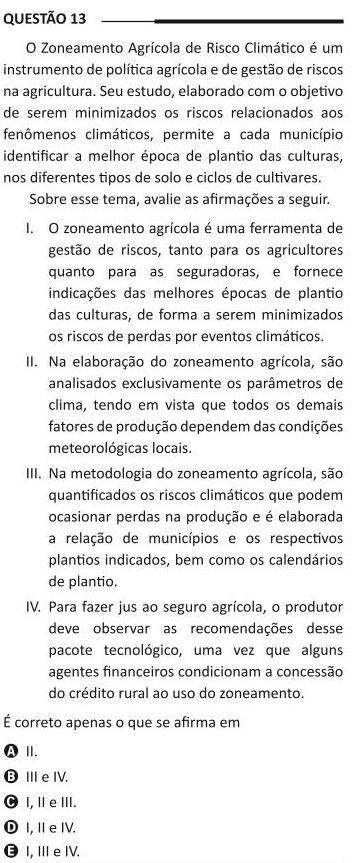 QUESTÃO 13
O Zoneamento Agrícola de Risco Climático é um
instrumento de política agrícola e de gestão de riscos
na agricultura. Seu estudo, elaborado com o objetivo
de serem minimizados os riscos relacionados aos
fenômenos climáticos, permite a cada município
identificar a melhor época de plantio das culturas,
nos diferentes tipos de solo e ciclos de cultivares.
Sobre esse tema, avalie as afirmações a seguir.
I. O zoneamento agrícola é uma ferramenta de
gestão de riscos, tanto para os agricultores
quanto para as seguradoras, e fornece
indicações das melhores épocas de plantio
das culturas, de forma a serem minimizados
os riscos de perdas por eventos climáticos.
II. Na elaboração do zoneamento agrícola, são
analisados exclusivamente os parâmetros de
clima, tendo em vista que todos os demais
fatores de produção dependem das condições
meteorológicas locais.
III. Na metodologia do zoneamento agrícola, são
quantificados os riscos climáticos que podem
ocasionar perdas na produção e é elaborada
a relação de municípios e os respectivos
plantios indicados, bem como os calendários
de plantio.
IV. Para fazer jus ao seguro agrícola, o produtor
deve observar as recomendações desse
pacote tecnológico, uma vez que alguns
agentes financeiros condicionam a concessão
do crédito rural ao uso do zoneamento.
É correto apenas o que se afirma em
A II.
B III e IV.
C I, II e III.
D I, II e IV.
E I, III e IV.